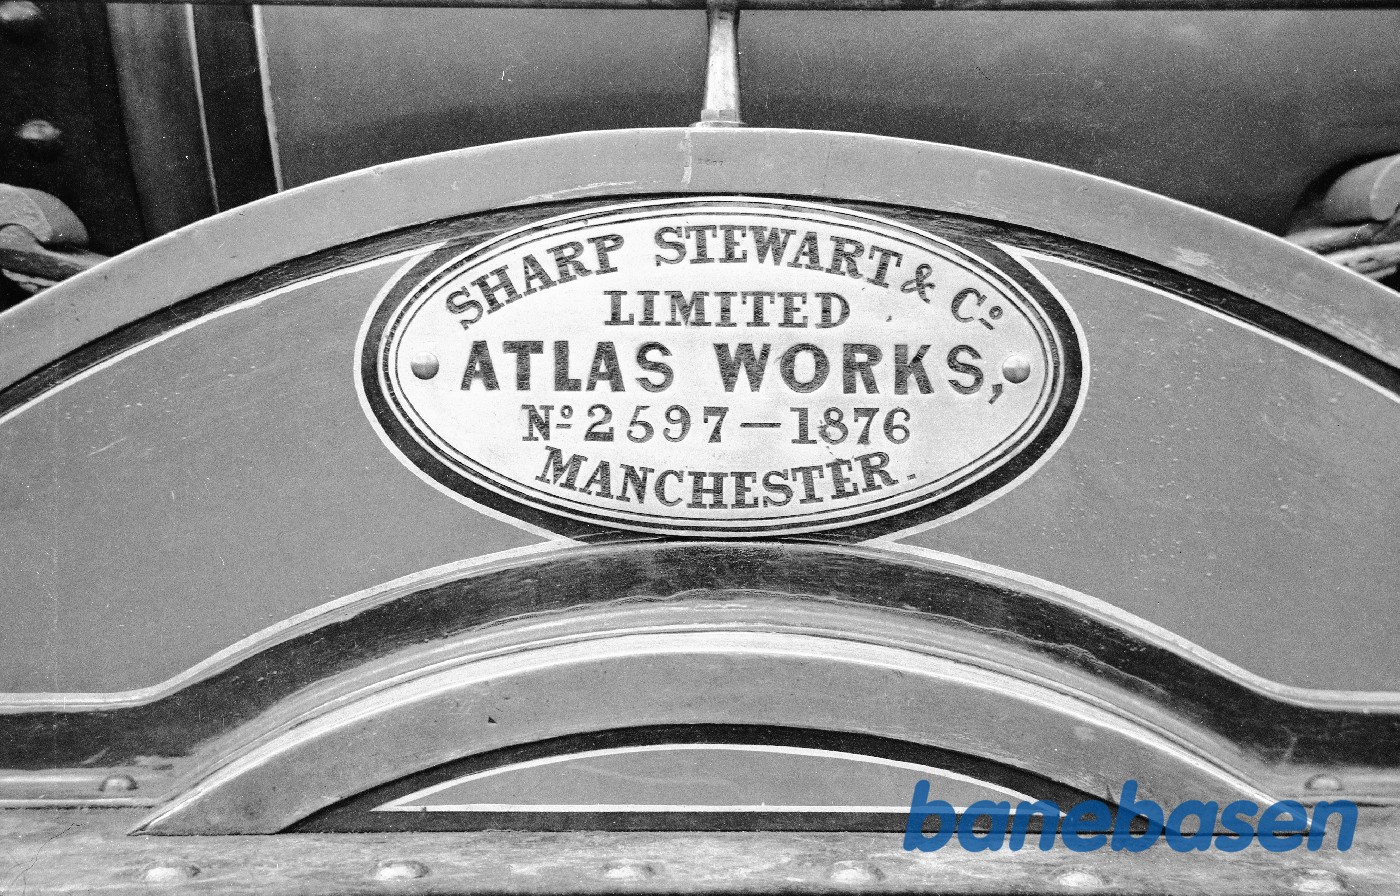 SHARP STEWART & Cº
LIMITED
ATLAS WORKS,
Nº 2597—1876
MANCHESTER.
banebasen